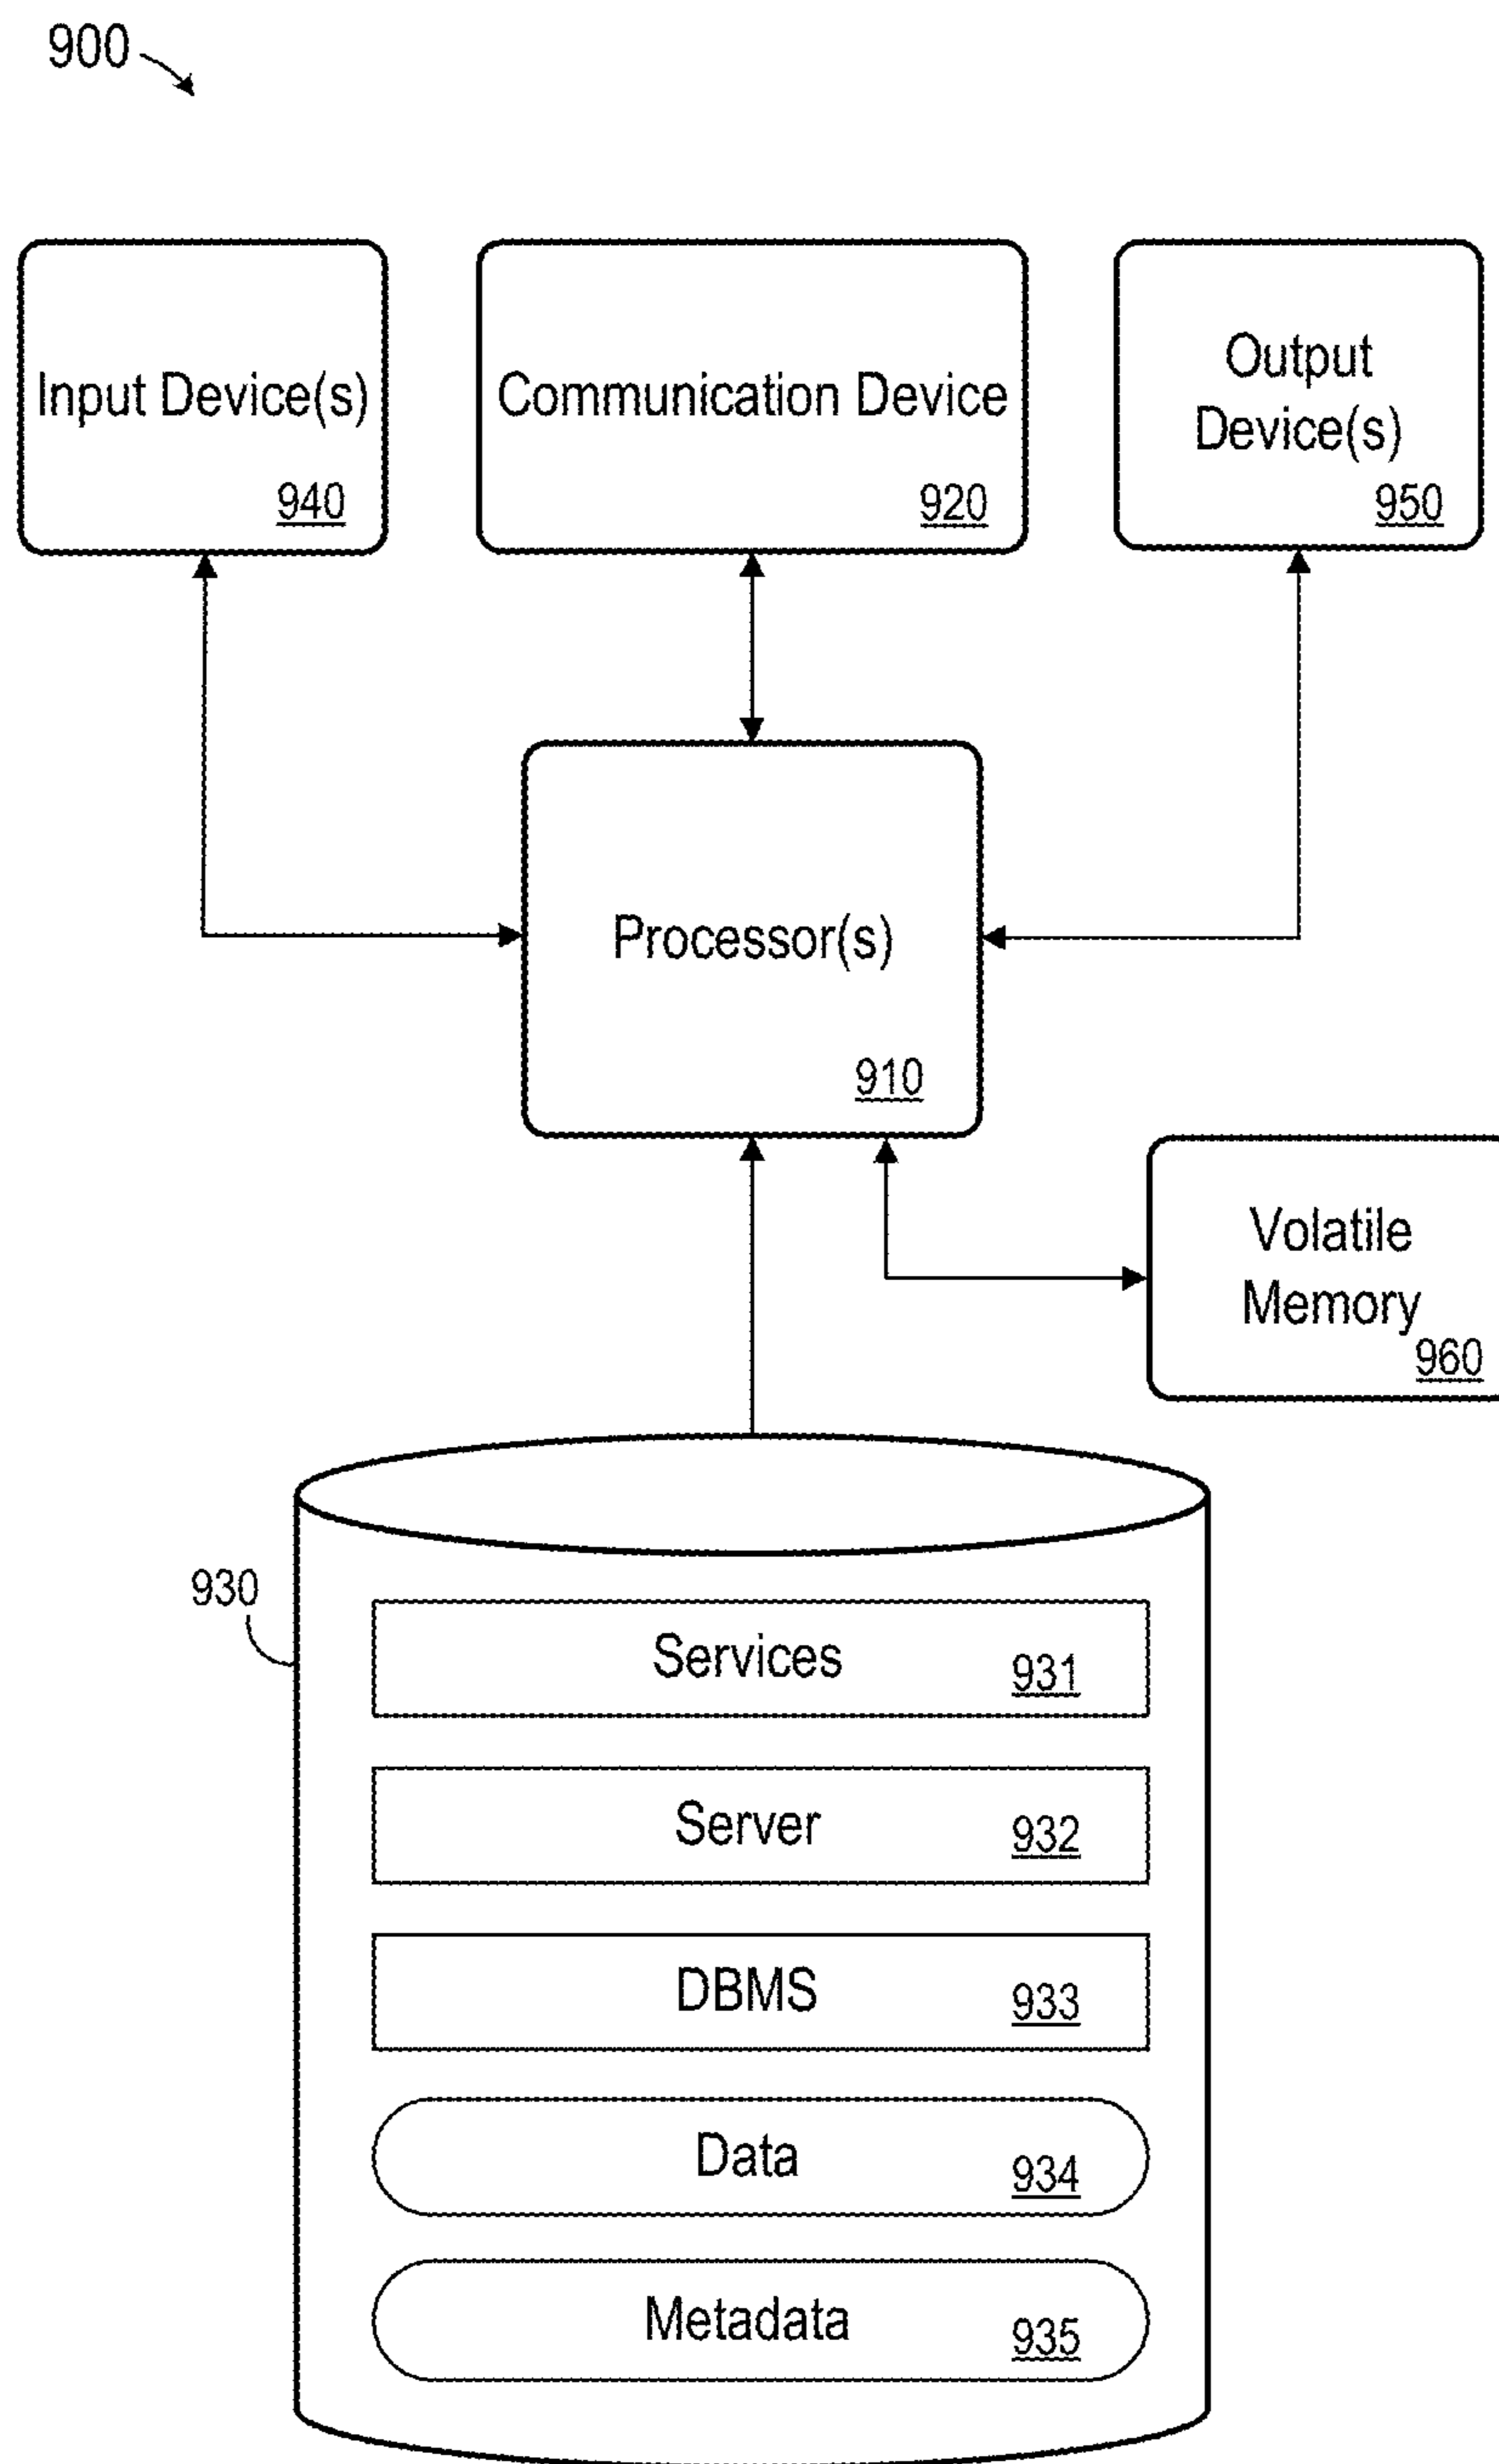 900
Input Device(s)
940
Communication Device
920
Output
Device(s)
950
Processor(s)
910
Volatile
Memory
960
930
Services 931
Server 932
DBMS 933
Data 934
Metadata 935